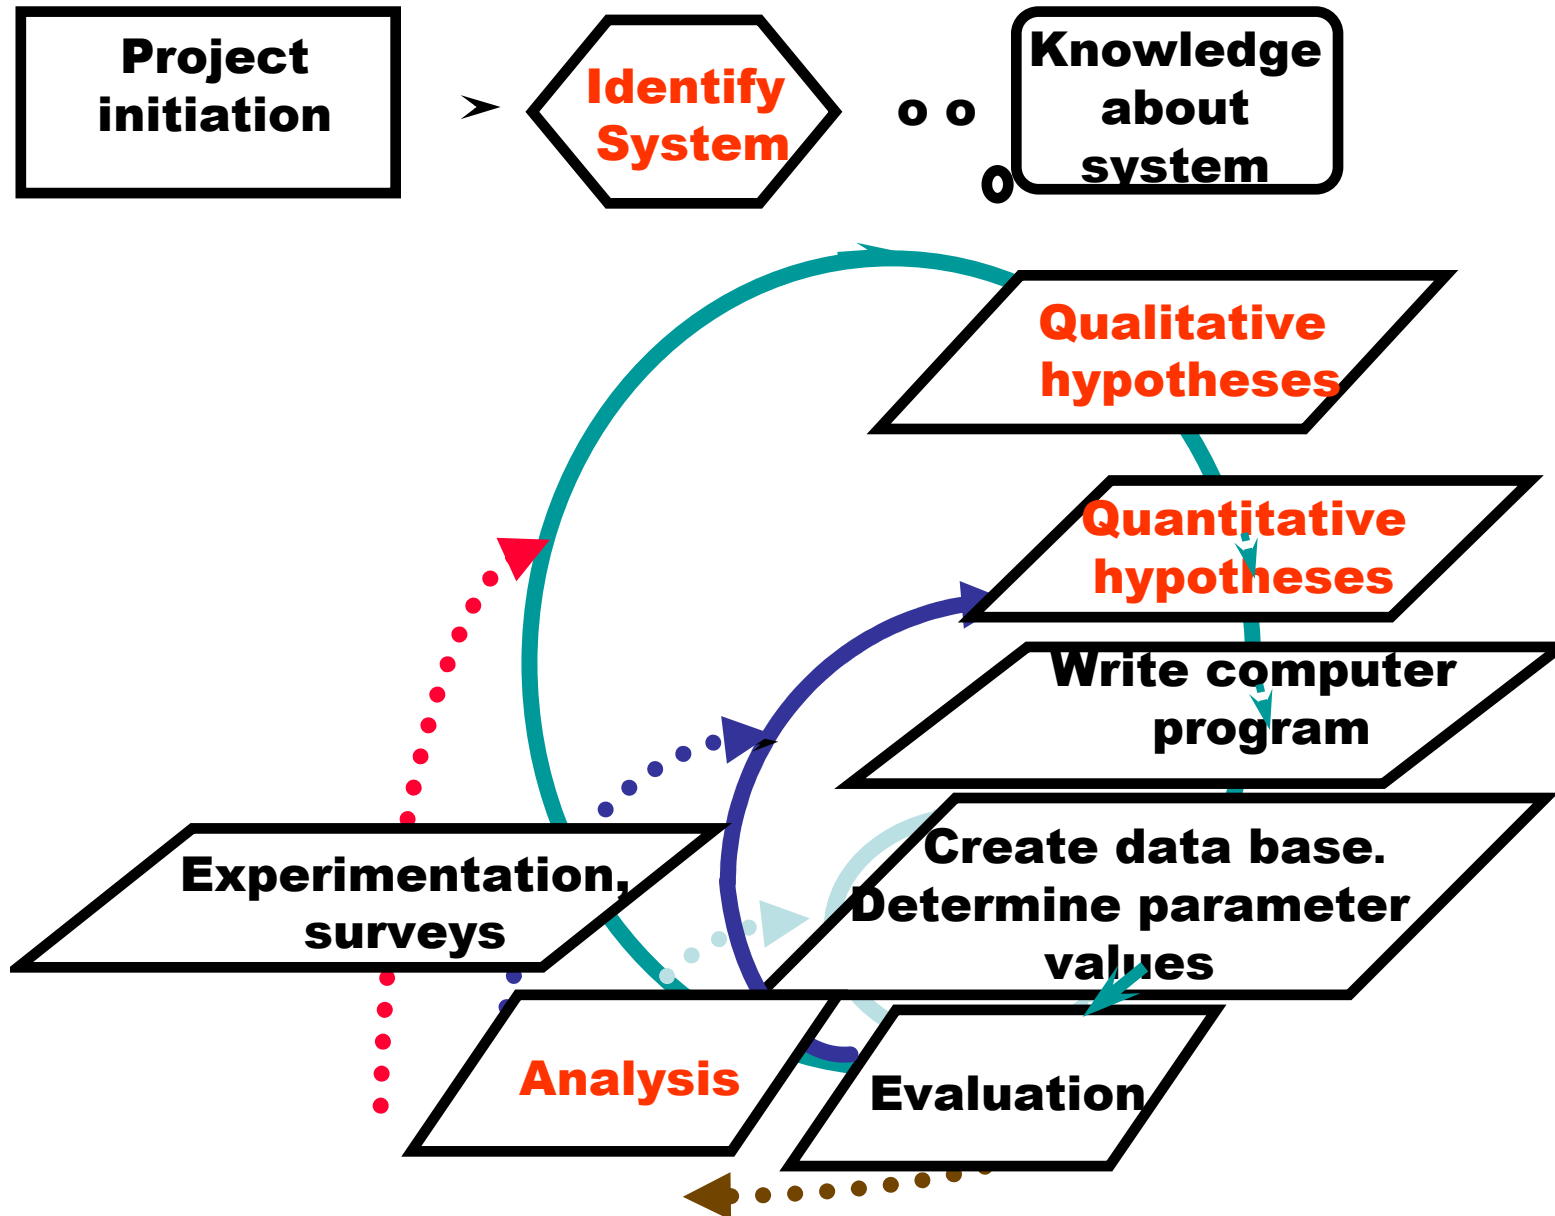 Project
initiation
Identify
System
Knowledge
about
system
Qualitative
hypotheses
Quantitative
hypotheses
Write computer
program
Create data base.
Determine parameter
values
Experimentation,
surveys
Analysis
Evaluation